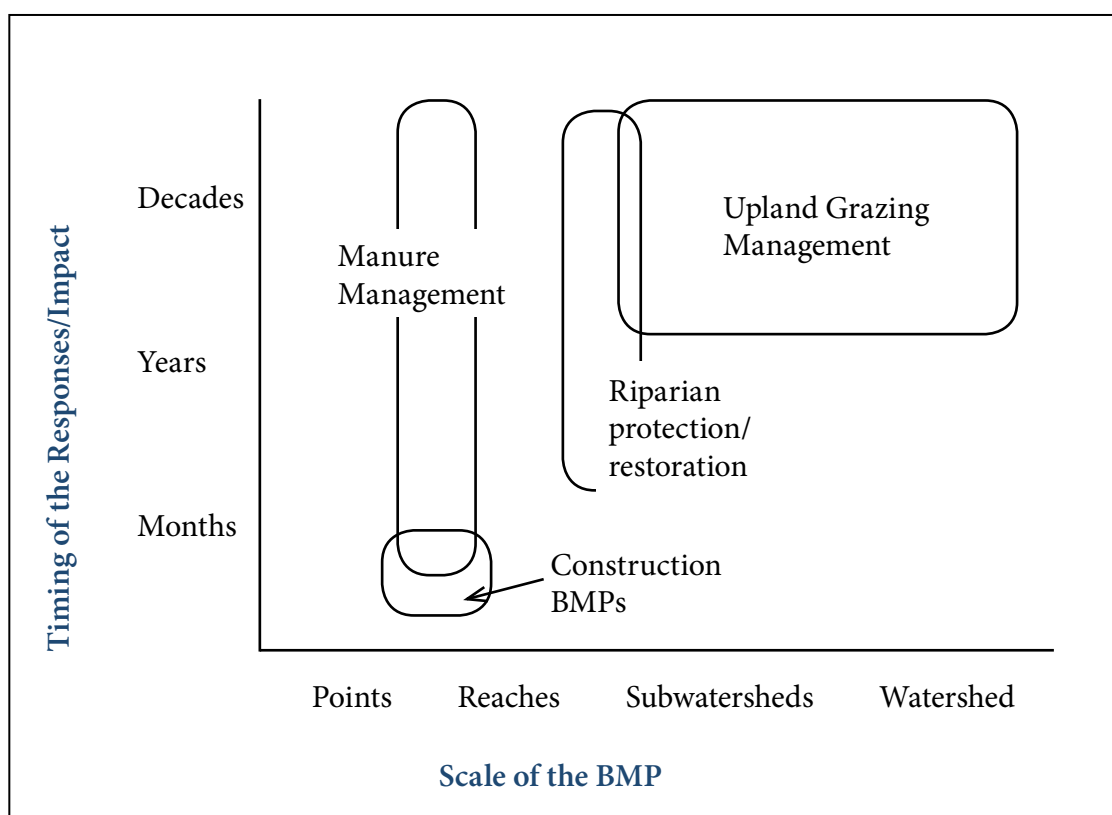 Timing of the Responses/Impact
Decades
Years
Months
Manure
Management
Upland Grazing
Management
Riparian
protection/
restoration
Construction
BMPs
Points
Reaches
Subwatersheds
Watershed
Scale of the BMP